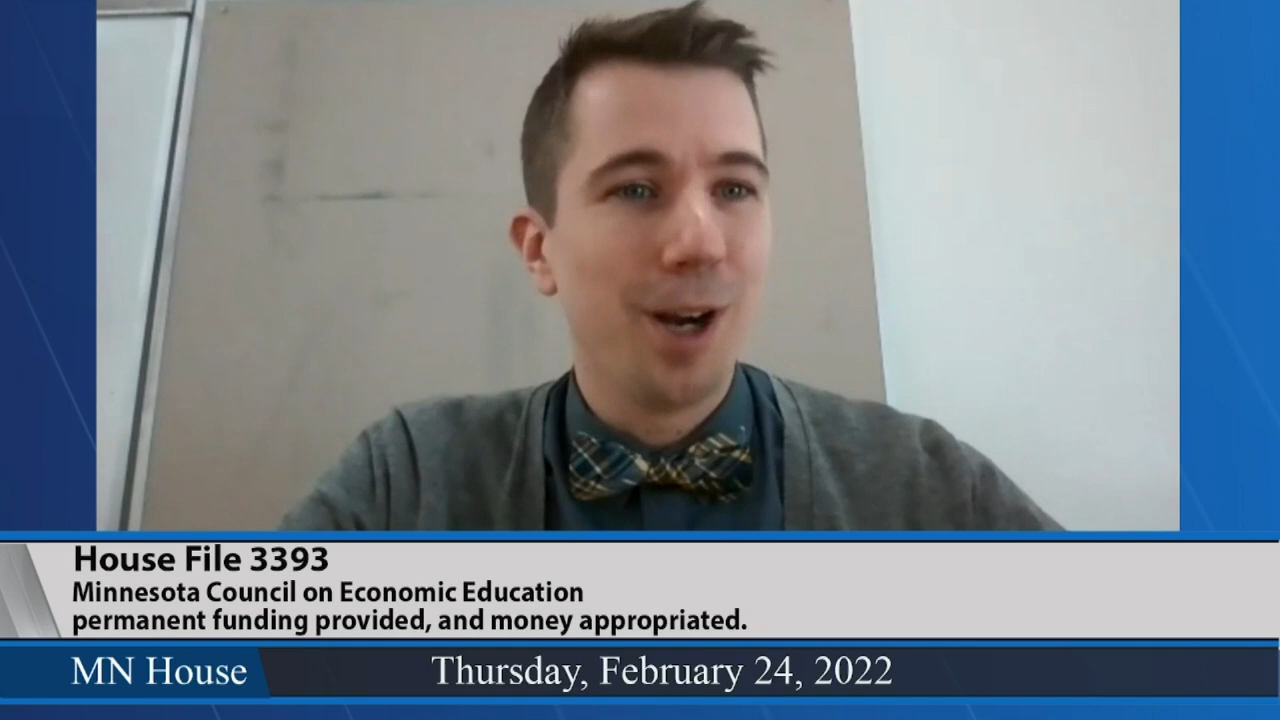 House File 3393
Minnesota Council on Economic Education
permanent funding provided, and money appropriated.
MN House
Thursday, February 24, 2022